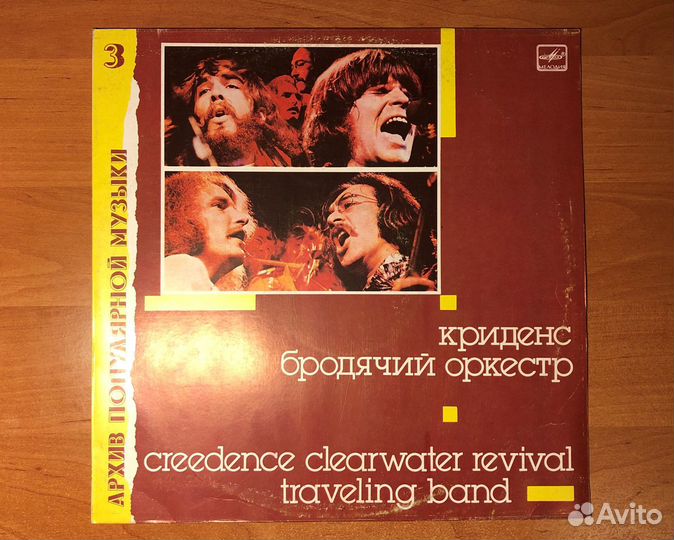 3
АРХИВ ПОПУЛЯРНОЙ МУЗЫКИ
МЕЛОДИЯ
криденс
бродячий оркестр
creedence clearwater revival
traveling band
Avito